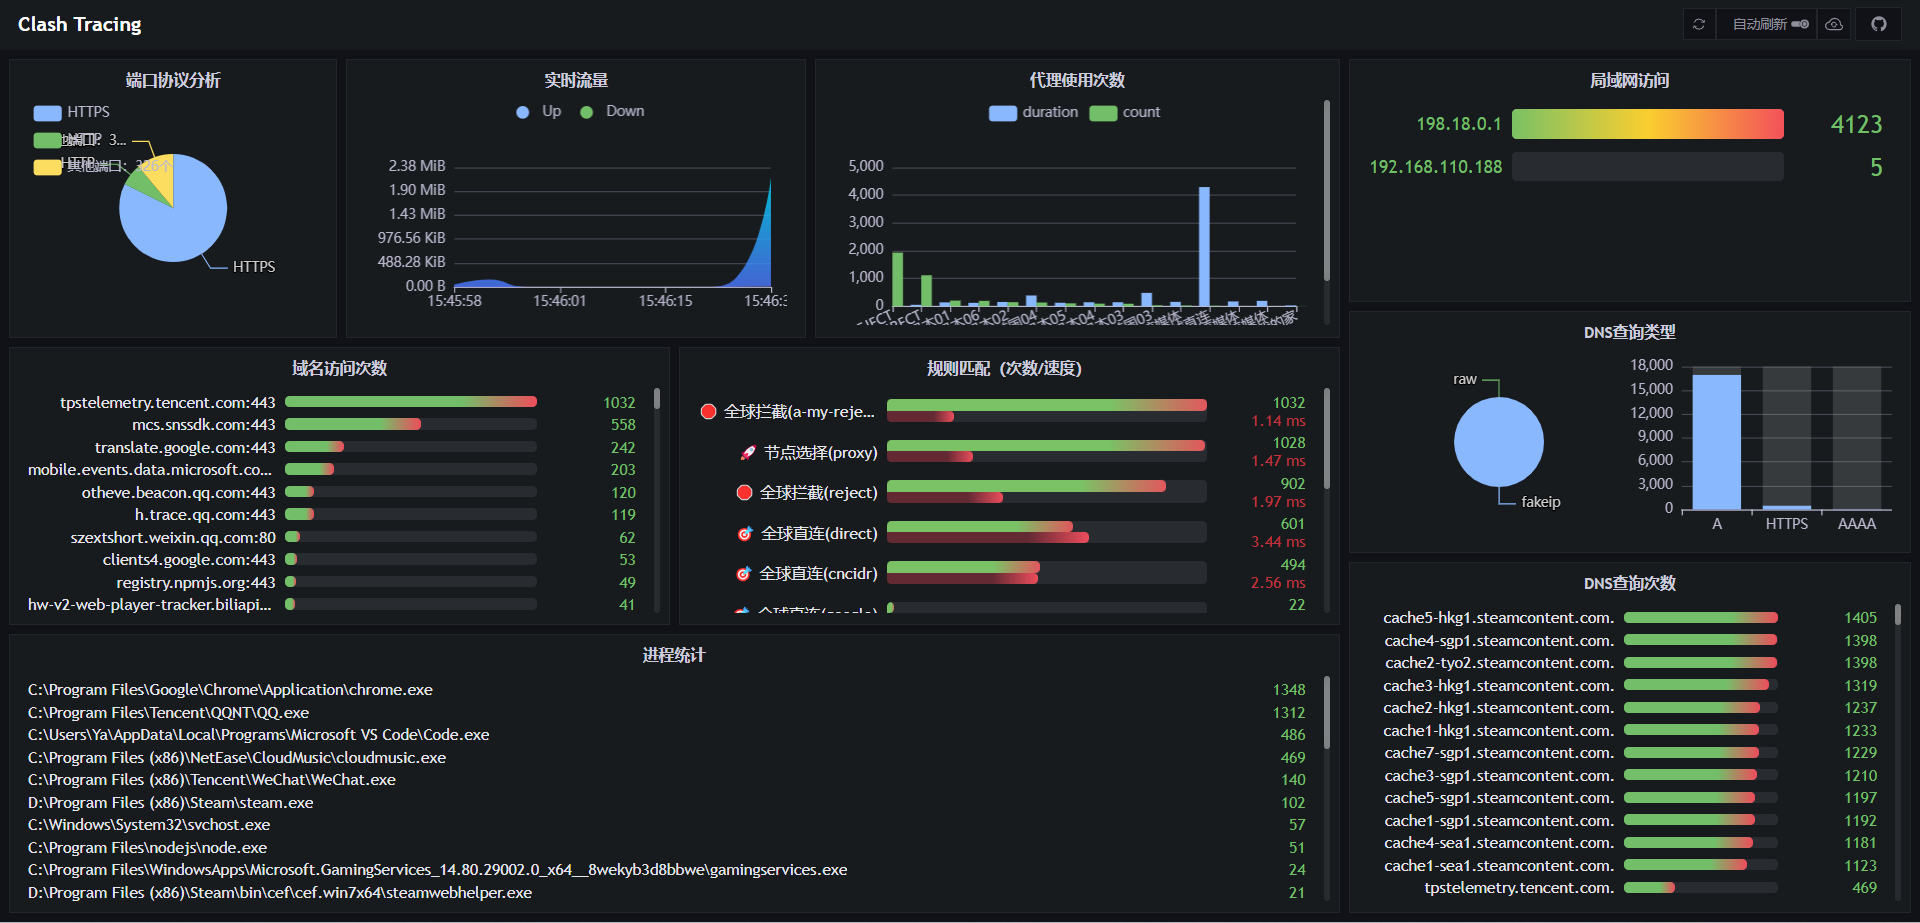 Clash Tracing
自动刷新
端口协议分析
HTTPS
HTTP
其他端口: 326个
HTTPS
实时流量
Up
Down
2.38 MiB
1.90 MiB
1.43 MiB
976.56 KiB
488.28 KiB
0.00 B
15:45:58
15:46:01
15:46:15
15:46:3
代理使用次数
duration
count
5,000
4,000
3,000
2,000
1,000
0
局域网访问
198.18.0.1
4123
192.168.110.188
5
域名访问次数
tpstelemetry.tencent.com:443 1032
mcs.snssdk.com:443 558
translate.google.com:443 242
mobile.events.data.microsoft.co... 203
otheve.beacon.qq.com:443 120
h.trace.qq.com:443 119
szextshort.weixin.qq.com:80 62
clients4.google.com:443 53
registry.npmjs.org:443 49
hw-v2-web-player-tracker.biliapi... 41
规则匹配（次数/速度）
全球拦截(a-my-reje... 1032
1.14 ms
节点选择(proxy) 1028
1.47 ms
全球拦截(reject) 902
1.97 ms
全球直连(direct) 601
3.44 ms
全球直连(cncidr) 494
2.56 ms
22
DNS查询类型
raw
fakeip
18,000
15,000
12,000
9,000
6,000
3,000
0
A
HTTPS
AAAA
DNS查询次数
cache5-hkg1.steamcontent.com. 1405
cache4-sgp1.steamcontent.com. 1398
cache2-tyo2.steamcontent.com. 1398
cache3-hkg1.steamcontent.com. 1319
cache2-hkg1.steamcontent.com. 1237
cache1-hkg1.steamcontent.com. 1233
cache7-sgp1.steamcontent.com. 1229
cache3-sgp1.steamcontent.com. 1210
cache5-sgp1.steamcontent.com. 1197
cache1-sgp1.steamcontent.com. 1192
cache4-sea1.steamcontent.com. 1181
cache1-sea1.steamcontent.com. 1123
tpstelemetry.tencent.com. 469
进程统计
C:\Program Files\Google\Chrome\Application\chrome.exe 1348
C:\Program Files\Tencent\QQNT\QQ.exe 1312
C:\Users\Ya\AppData\Local\Programs\Microsoft VS Code\Code.exe 486
C:\Program Files (x86)\NetEase\CloudMusic\cloudmusic.exe 469
C:\Program Files (x86)\Tencent\WeChat\WeChat.exe 140
D:\Program Files (x86)\Steam\steam.exe 102
C:\Windows\System32\svchost.exe 57
C:\Program Files\nodejs\node.exe 51
C:\Program Files\WindowsApps\Microsoft.GamingServices_14.80.29002.0_x64__8wekyb3d8bbwe\gamingservices.exe 24
D:\Program Files (x86)\Steam\bin\cef\cef.win7x64\steamwebhelper.exe 21